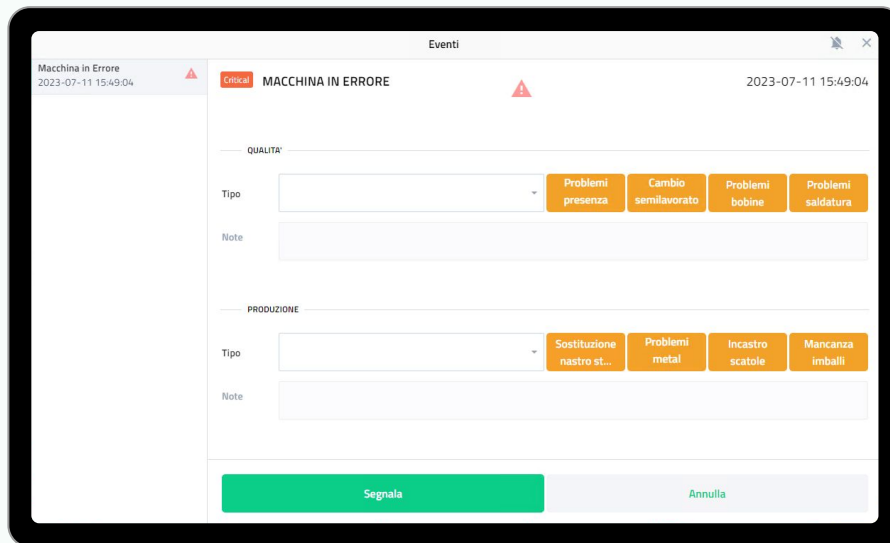 Eventi
Macchina in Errore
2023-07-11 15:49:04
Critical MACCHINA IN ERRORE 2023-07-11 15:49:04
QUALITA'
Tipo
Problemi presenza
Cambio semilavorato
Problemi bobine
Problemi saldatura
Note
PRODUZIONE
Tipo
Sostituzione nastro st...
Problemi metal
Incastro scatole
Mancanza imballi
Note
Segnala
Annulla